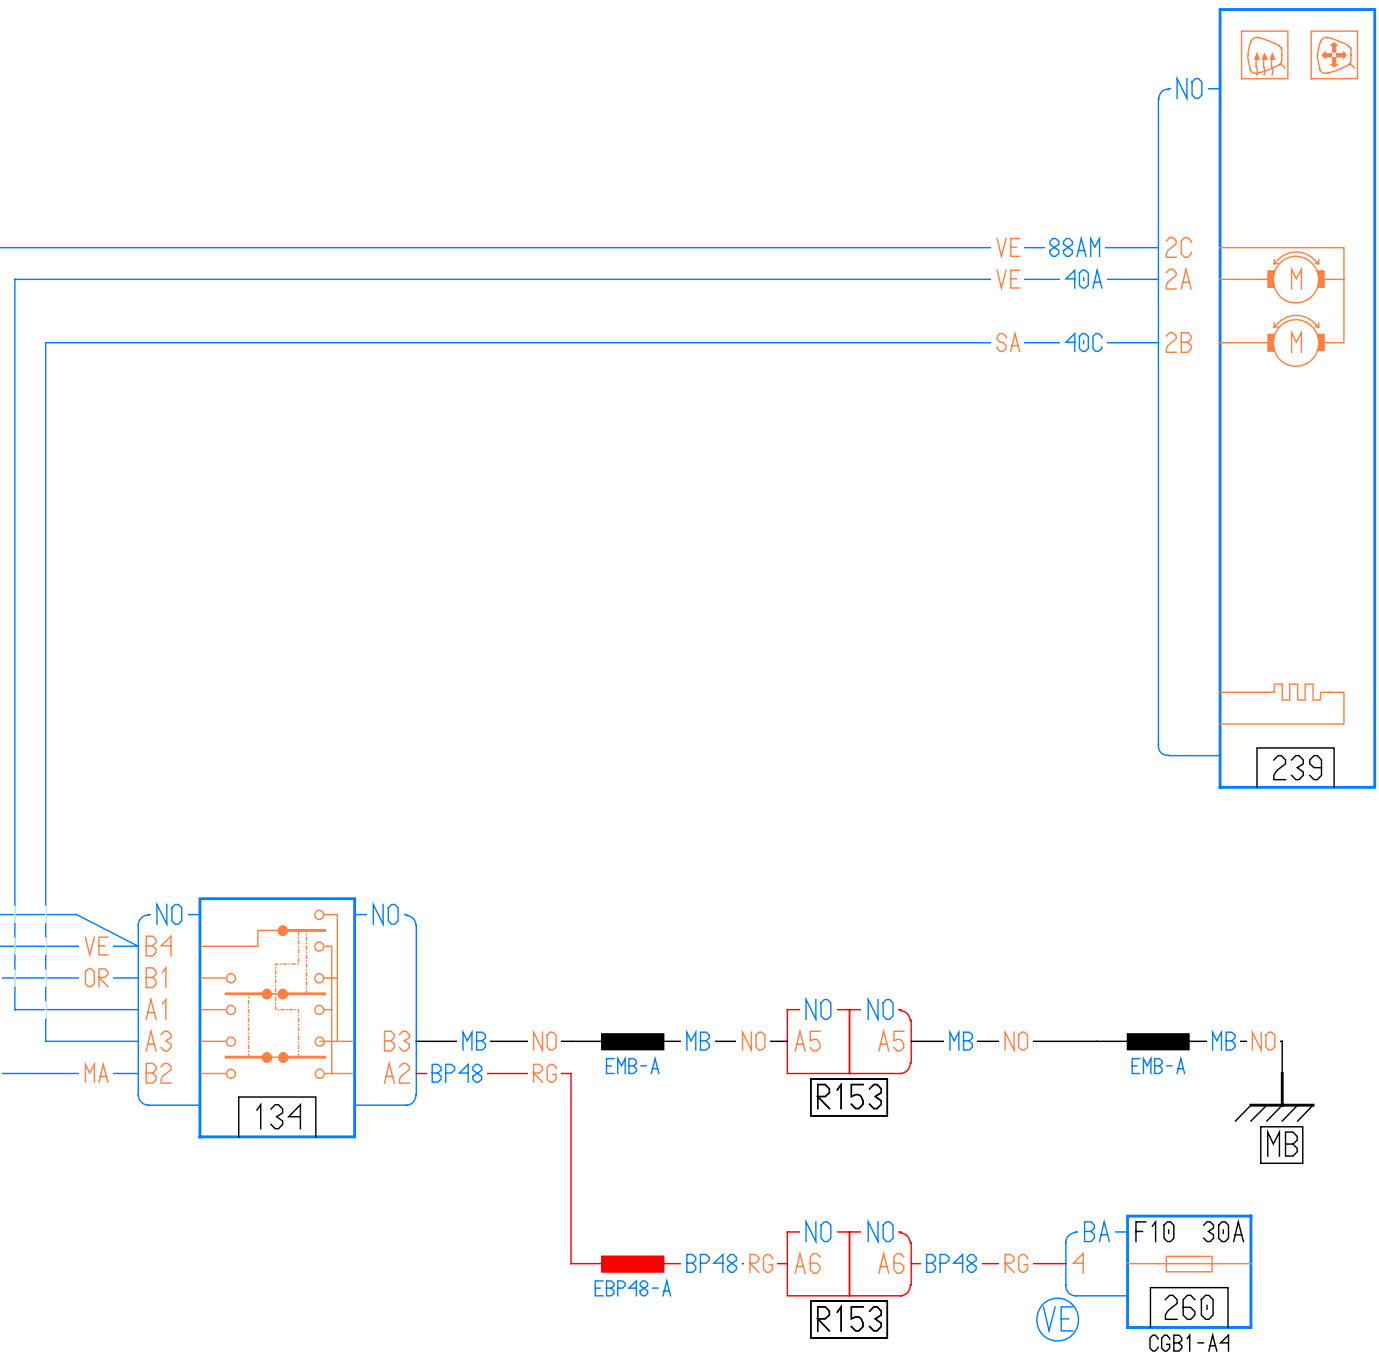 NO
VE 88AM 2C
VE 40A 2A M
SA 40C 2B M
239
NO NO
VE B4
OR B1
A1
A3 B3 MB NO MB NO A5 A5 MB NO MB NO
MA B2 A2 BP48 RG
NO NO
EMB-A EMB-A
134
R153
MB
NO NO BA F10 30A
BP48 RG A6 A6 BP48 RG 4
EBP48-A
R153 VE 260
CGB1-A4